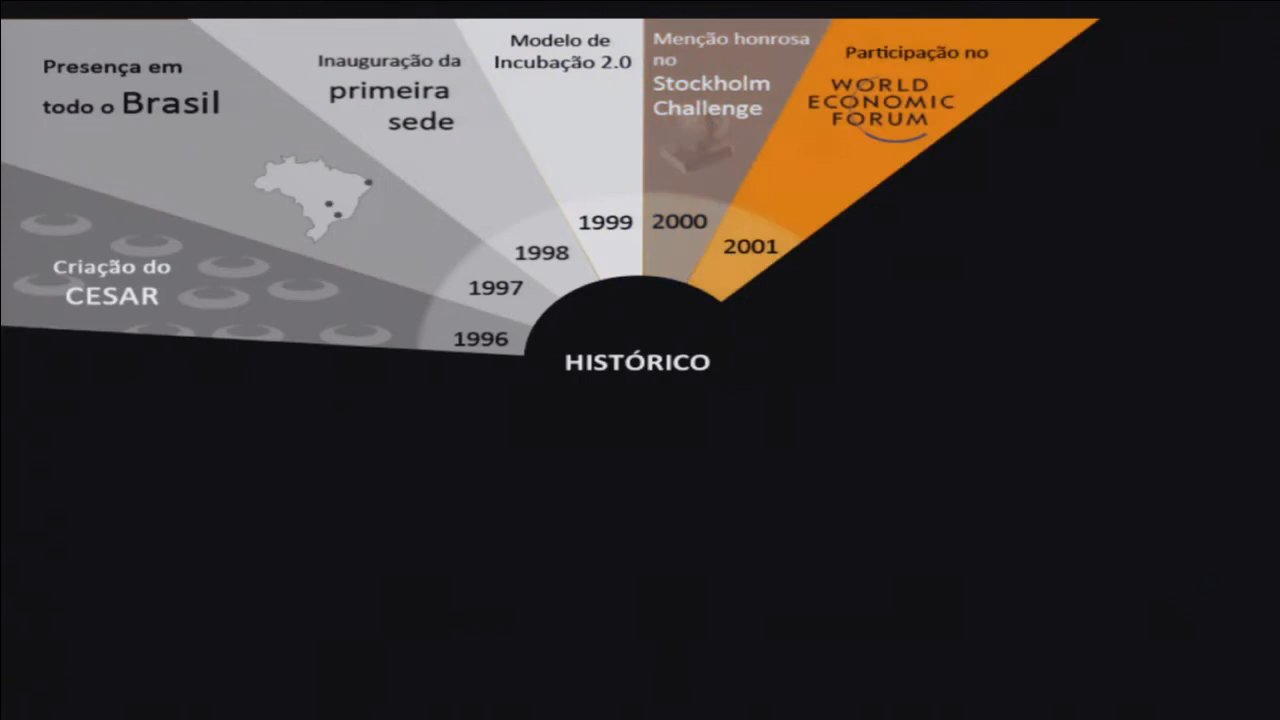 Presença em
todo o Brasil
Inauguração da
primeira
sede
Modelo de
Incubação 2.0
Menção honrosa
no
Stockholm
Challenge
Participação no
WORLD
ECONOMIC
FORUM
Criação do
CESAR
1996
1997
1998
1999
2000
2001
HISTÓRICO